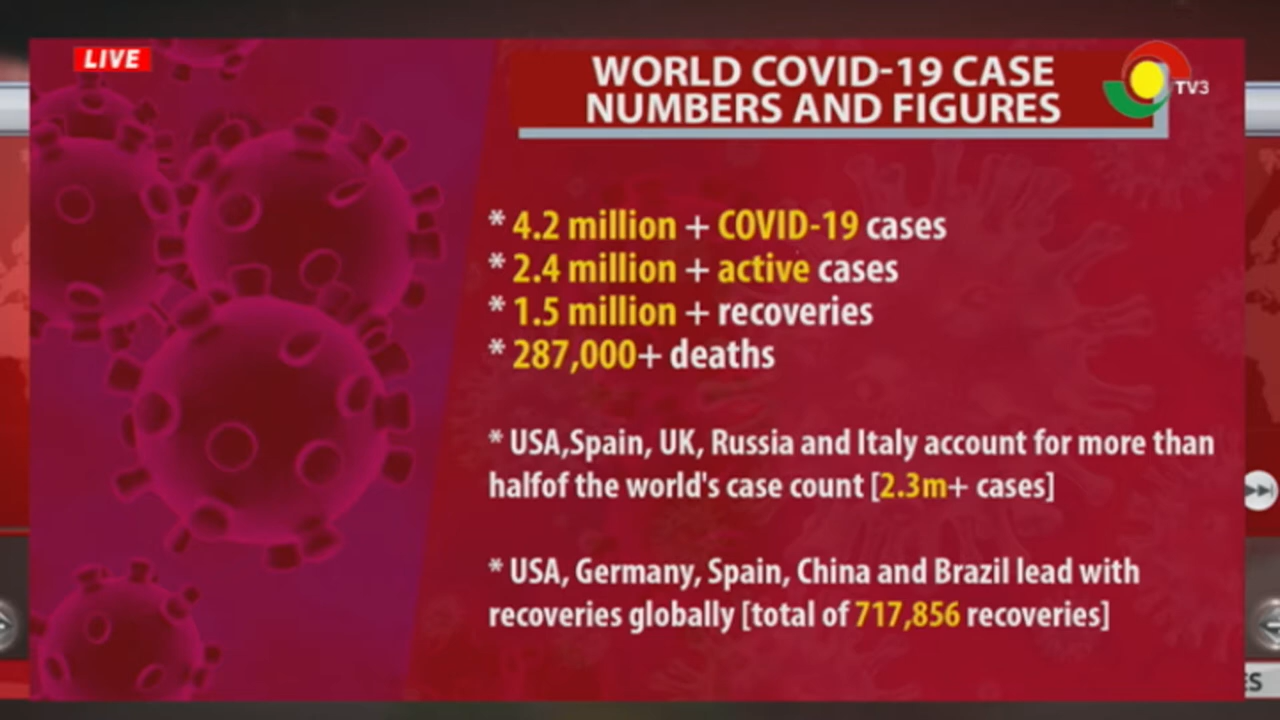 LIVE
WORLD COVID-19 CASE
NUMBERS AND FIGURES
TV3
* 4.2 million + COVID-19 cases
* 2.4 million + active cases
* 1.5 million + recoveries
* 287,000+ deaths
* USA,Spain, UK, Russia and Italy account for more than
halfof the world's case count [2.3m+ cases]
* USA, Germany, Spain, China and Brazil lead with
recoveries globally [total of 717,856 recoveries]
ES